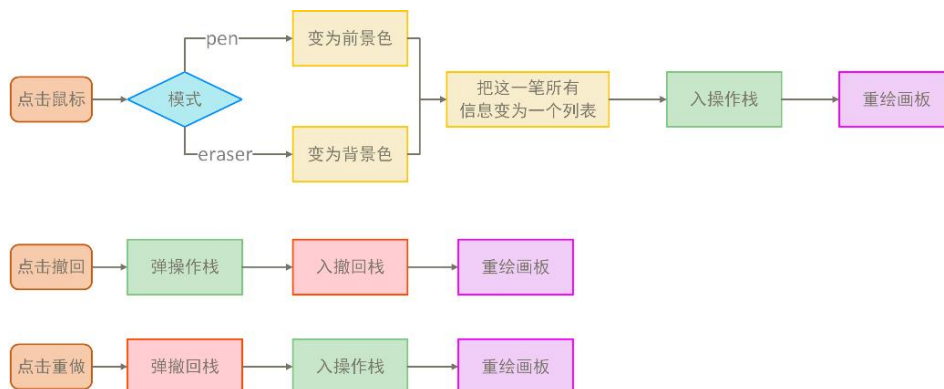 pen
变为前景色
点击鼠标
模式
把这一笔所有
信息变为一个列表
入操作栈
重绘画板
eraser
变为背景色
点击撤回
弹操作栈
入撤回栈
重绘画板
点击重做
弹撤回栈
入操作栈
重绘画板